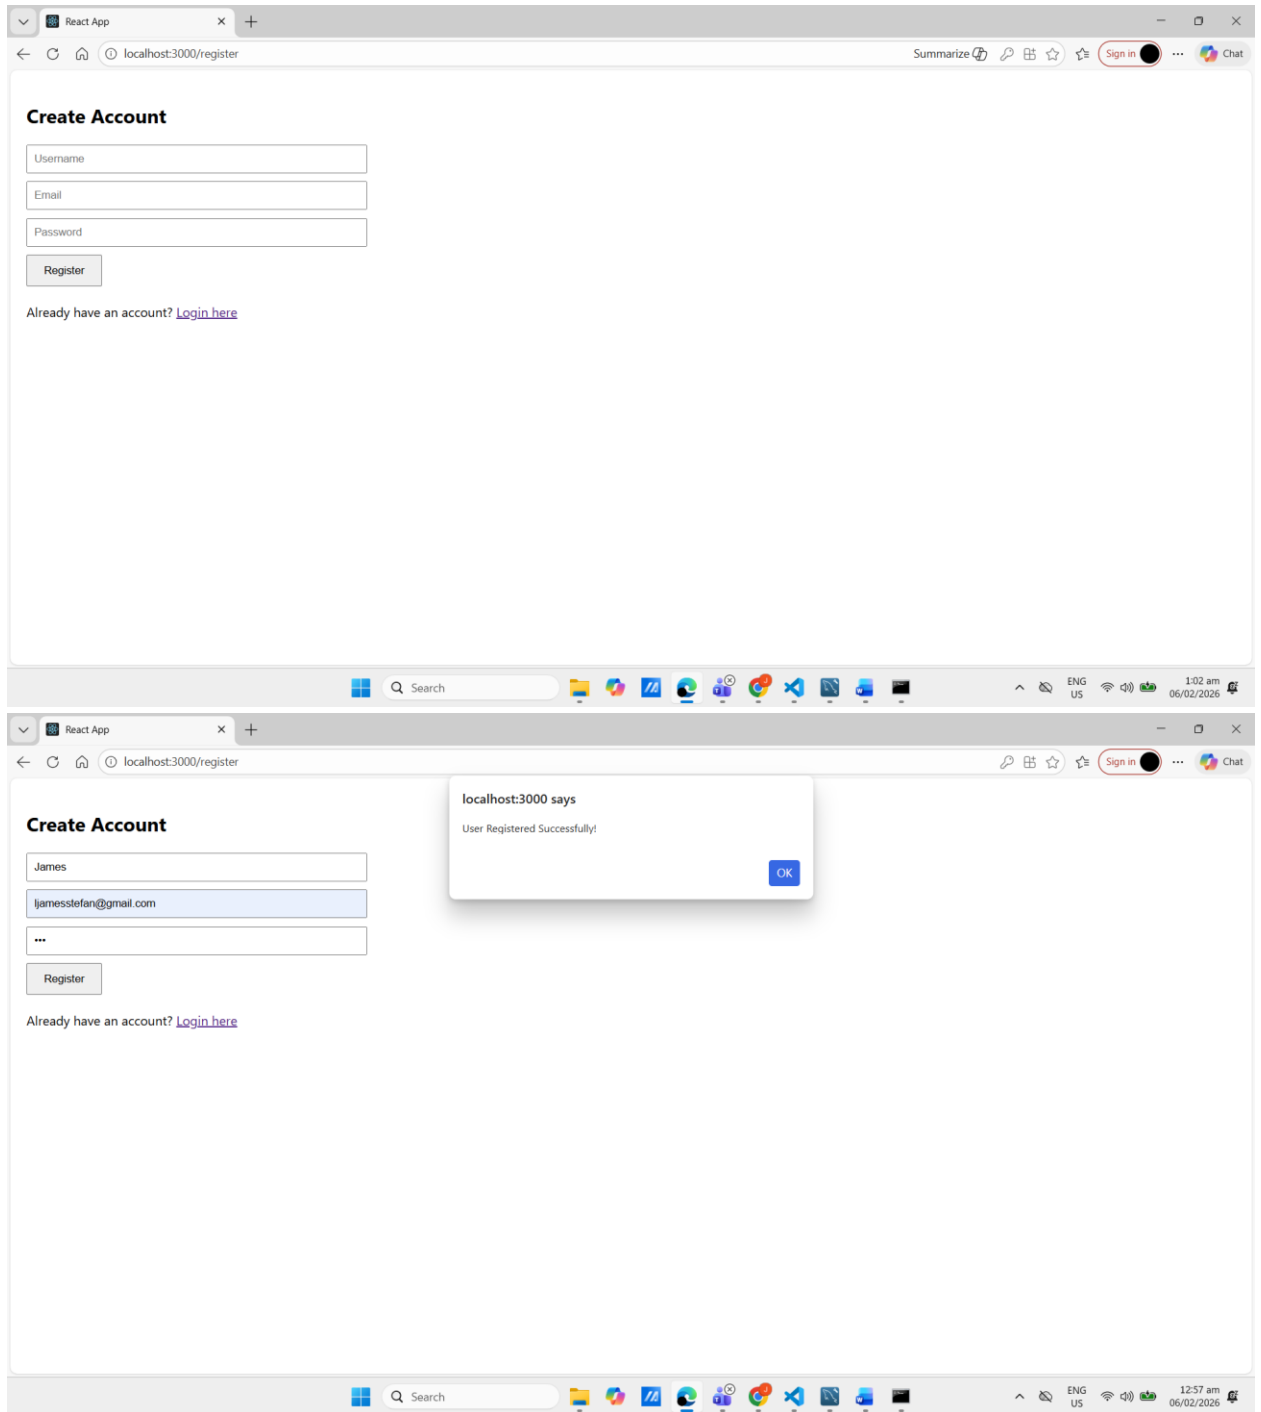 React App
localhost:3000/register
Summarize
Sign in
Chat
Create Account
Username
Email
Password
Register
Already have an account? Login here
Search
ENG
US
1:02 am
06/02/2026
React App
localhost:3000/register
Sign in
Chat
localhost:3000 says
User Registered Successfully!
OK
Create Account
James
ljamesstefan@gmail.com
Register
Already have an account? Login here
Search
ENG
US
12:57 am
06/02/2026